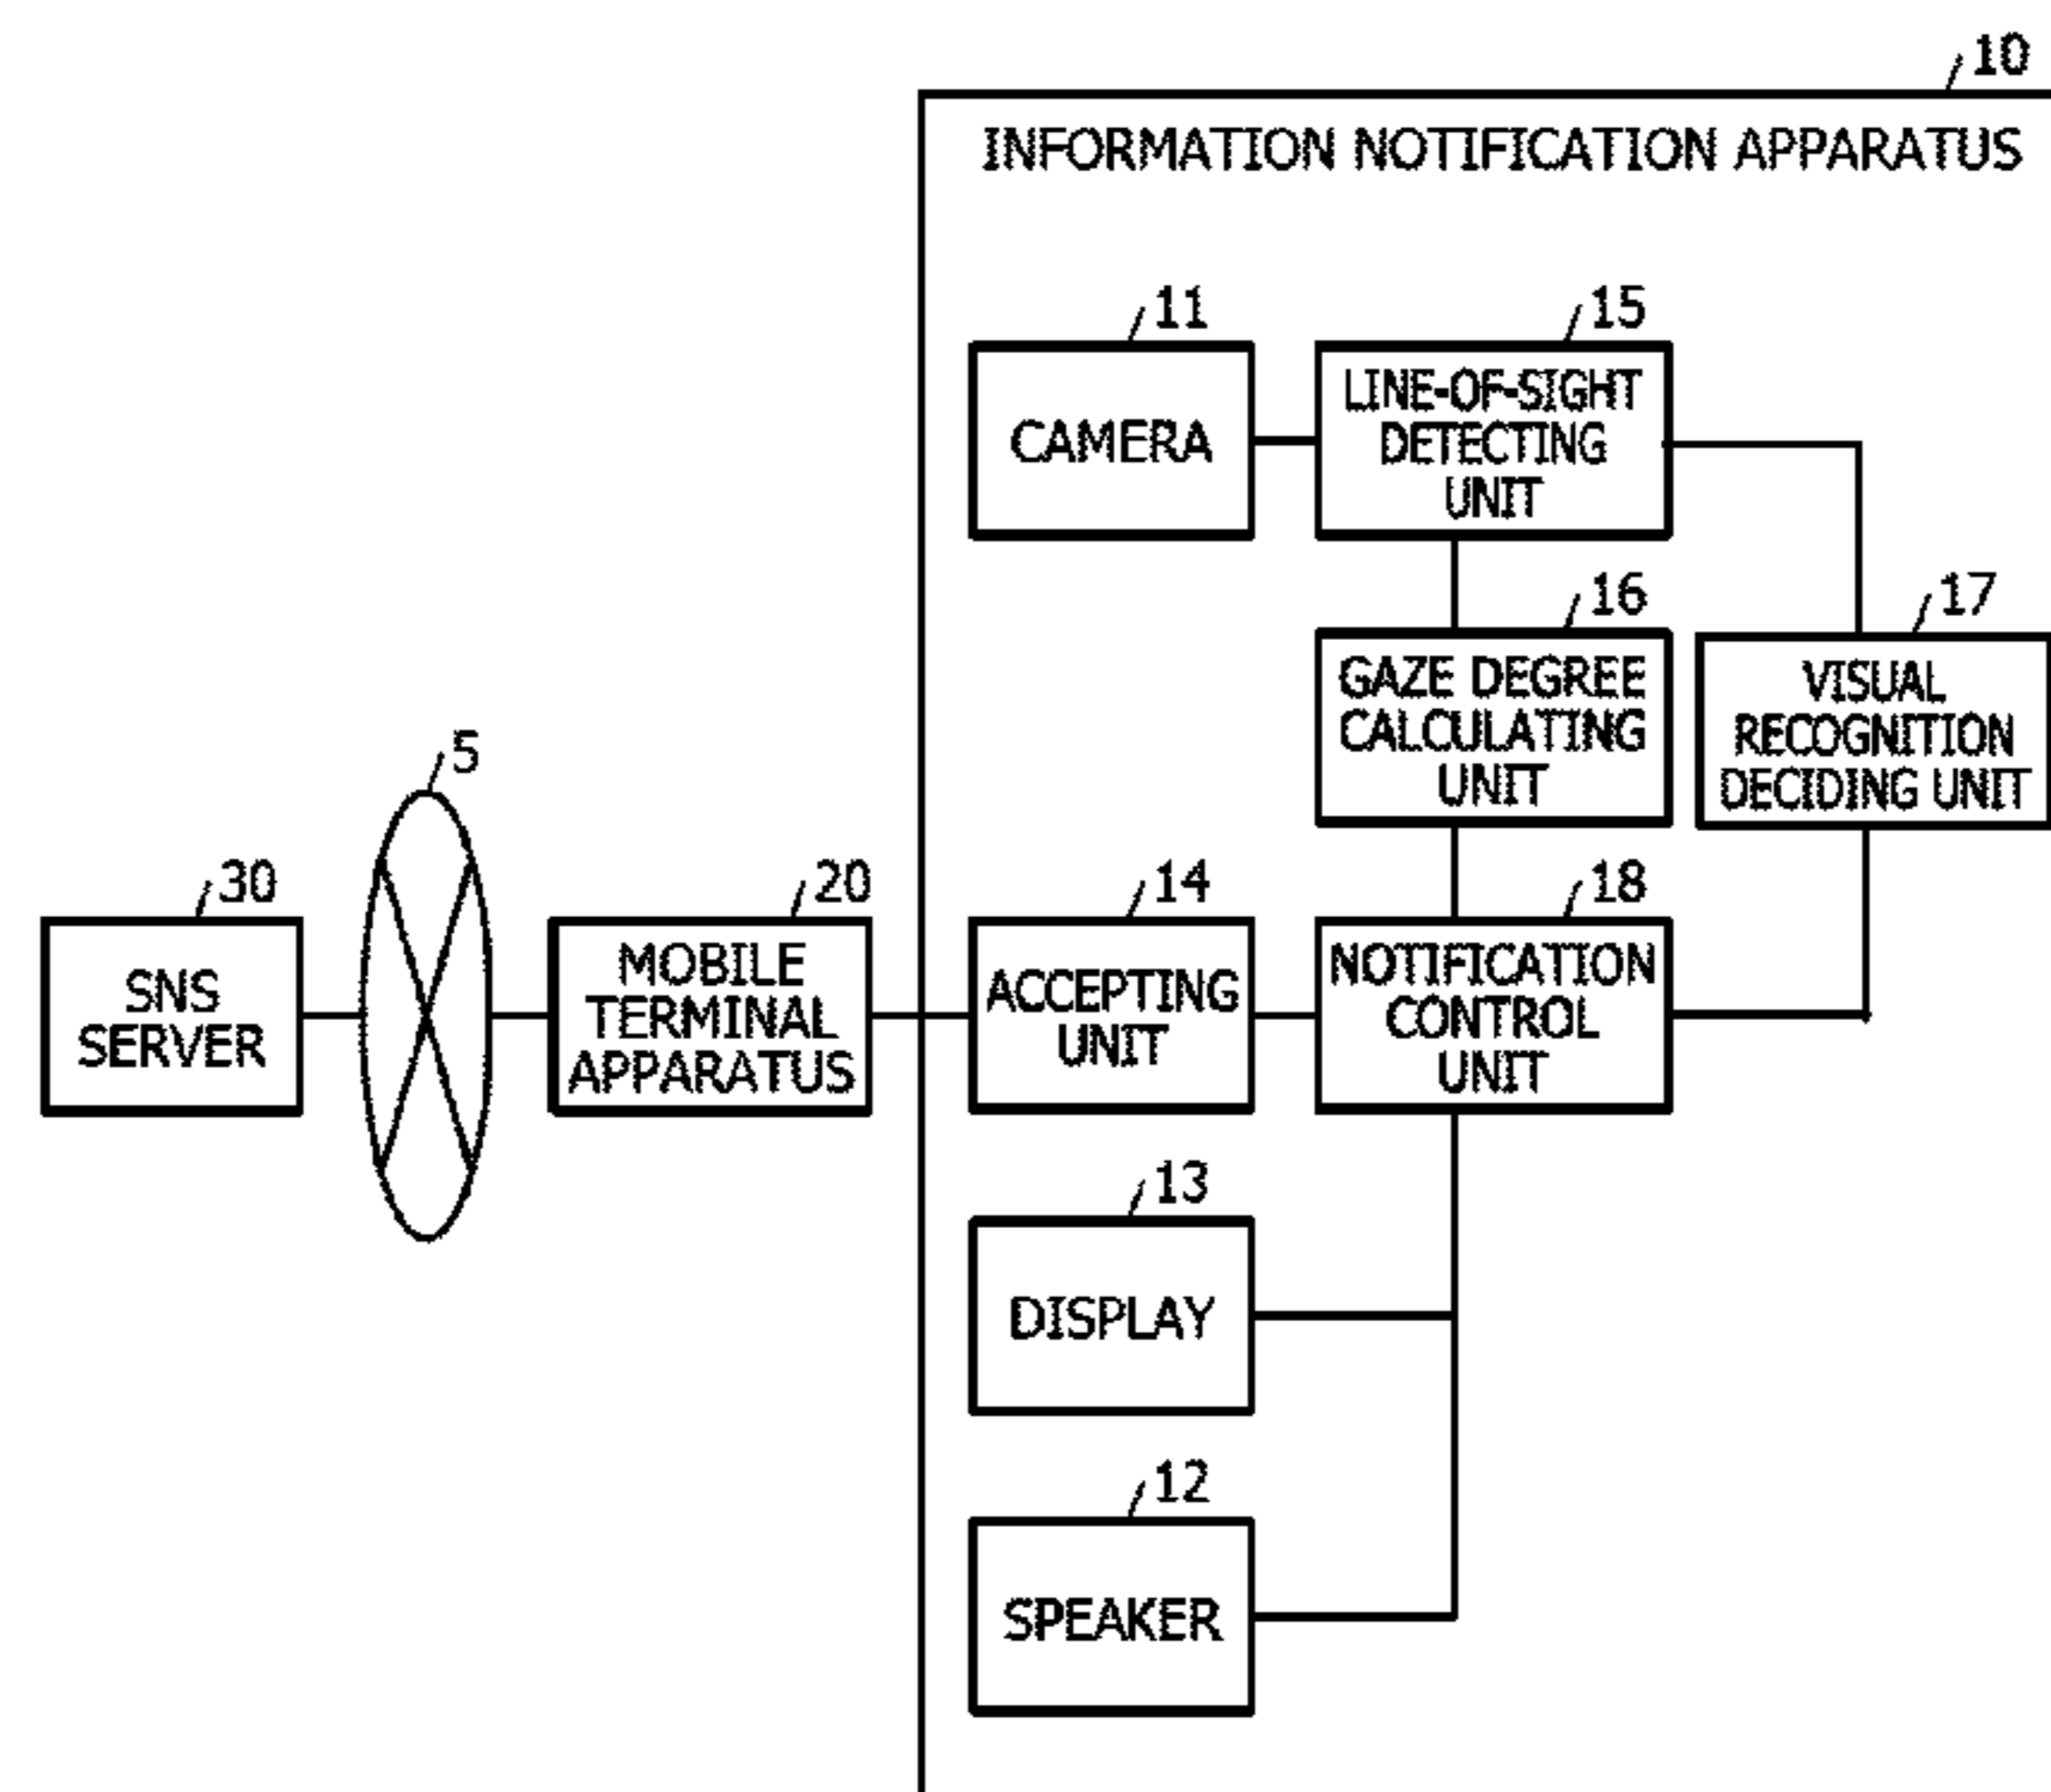 10
INFORMATION NOTIFICATION APPARATUS
11
CAMERA
15
LINE-OF-SIGHT
DETECTING
UNIT
16
GAZE DEGREE
CALCULATING
UNIT
17
VISUAL
RECOGNITION
DECIDING UNIT
5
30
SNS
SERVER
20
MOBILE
TERMINAL
APPARATUS
14
ACCEPTING
UNIT
18
NOTIFICATION
CONTROL
UNIT
13
DISPLAY
12
SPEAKER